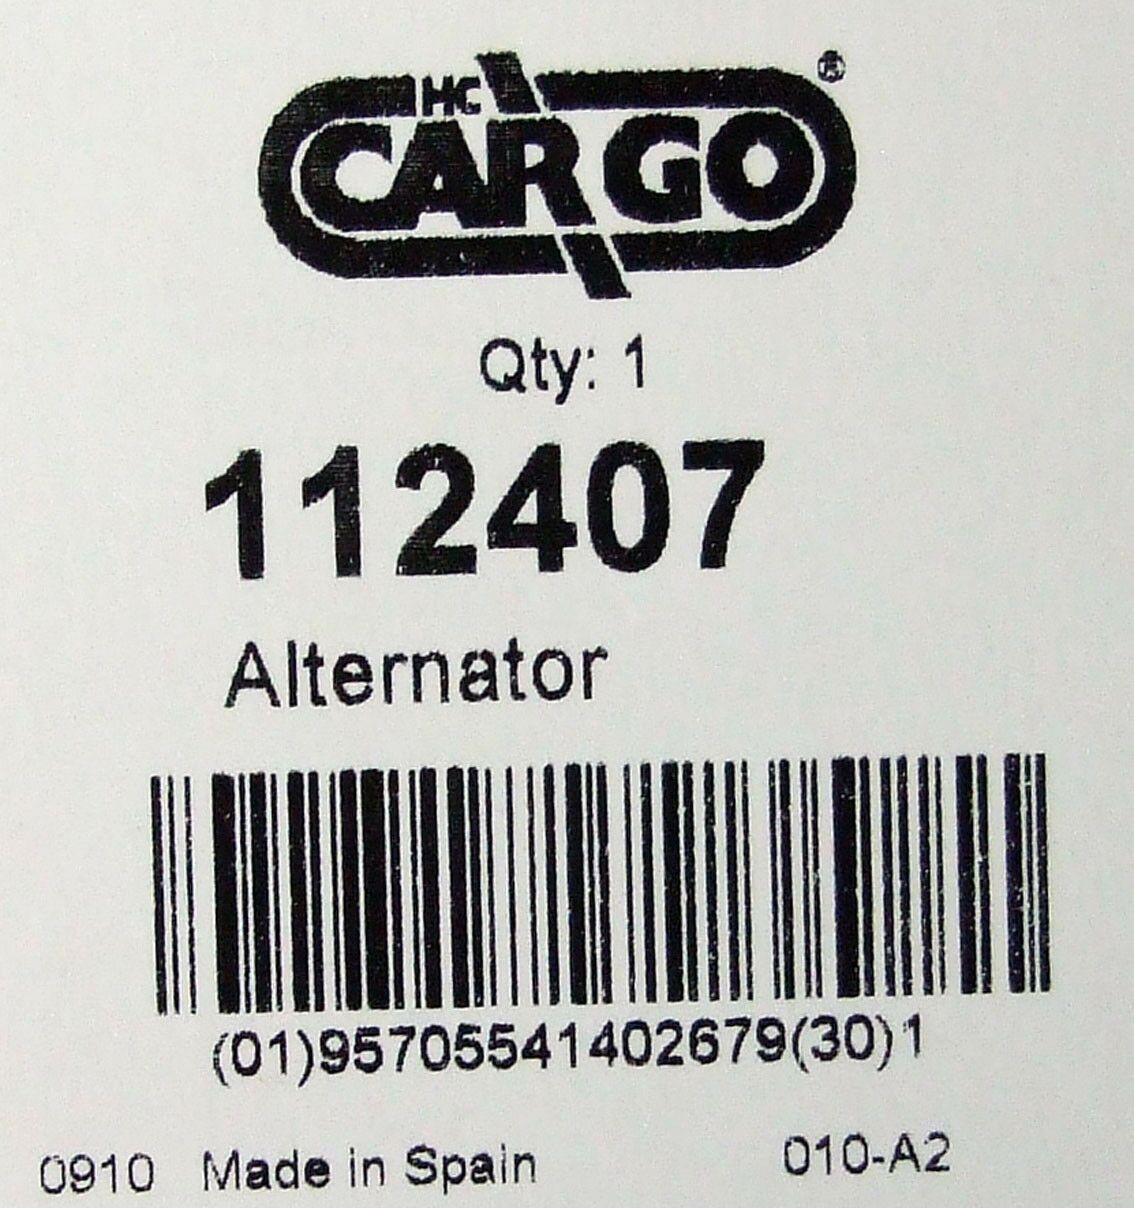 HC
CARGO®
Qty: 1
112407
Alternator
(01)95705541402679(30)1
0910 Made in Spain 010-A2